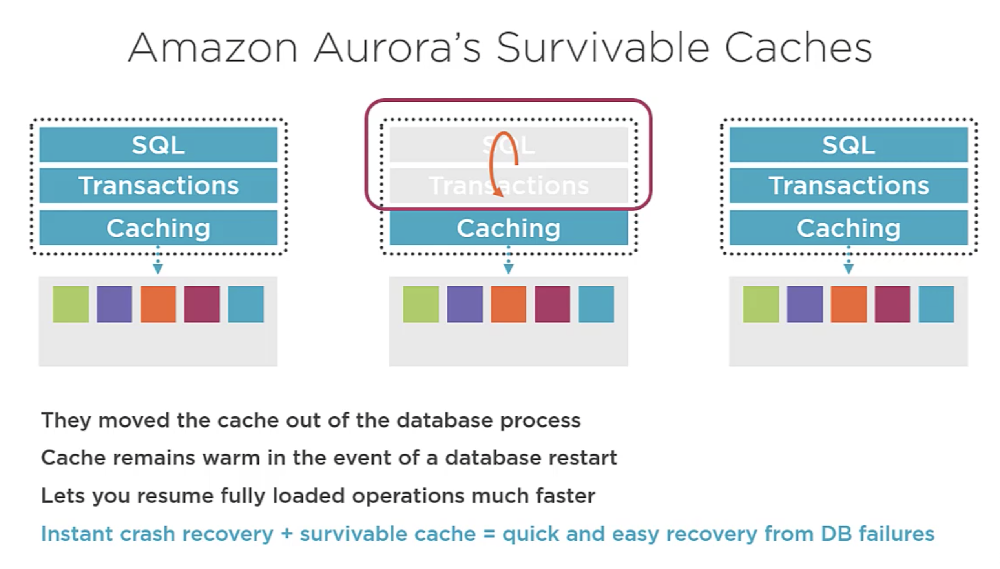 Amazon Aurora’s Survivable Caches
SQL
Transactions
Caching
SQL
Transactions
Caching
SQL
Transactions
Caching
They moved the cache out of the database process
Cache remains warm in the event of a database restart
Lets you resume fully loaded operations much faster
Instant crash recovery + survivable cache = quick and easy recovery from DB failures